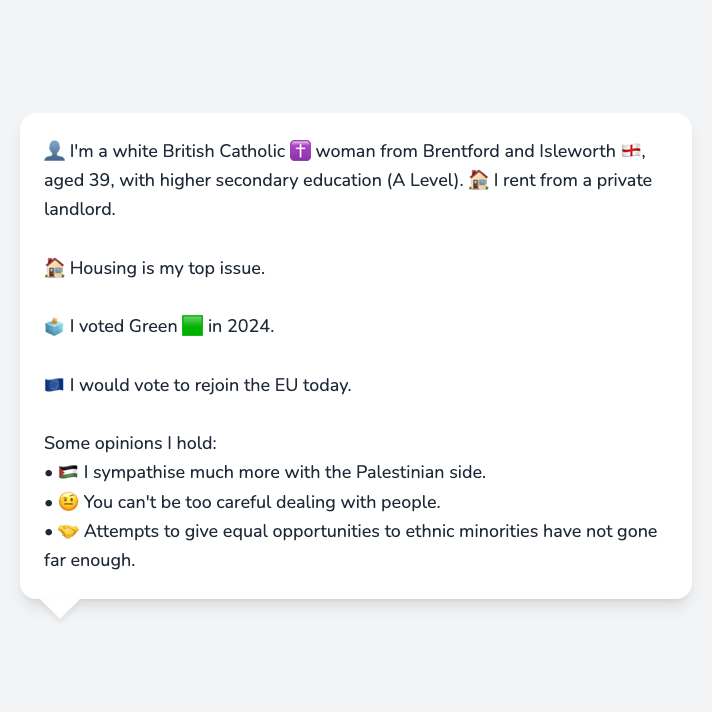 👤 I'm a white British Catholic ✝️ woman from Brentford and Isleworth 🏴󠁧󠁢󠁥󠁮󠁧󠁿,
aged 39, with higher secondary education (A Level). 🏠 I rent from a private
landlord.
🏠 Housing is my top issue.
🗳️ I voted Green 🟩 in 2024.
🇪🇺 I would vote to rejoin the EU today.
Some opinions I hold:
• 🇵🇸 I sympathise much more with the Palestinian side.
• 🤨 You can't be too careful dealing with people.
• 🤝 Attempts to give equal opportunities to ethnic minorities have not gone
far enough.